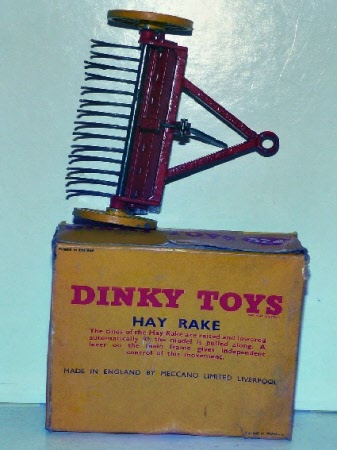 DINKY TOYS
HAY RAKE
The tines of the Hay Rake are raised and lowered
automatically as the model is pulled along. A
lever on the main frame gives independent
control of this movement.
MADE IN ENGLAND BY MECCANO LIMITED LIVERPOOL